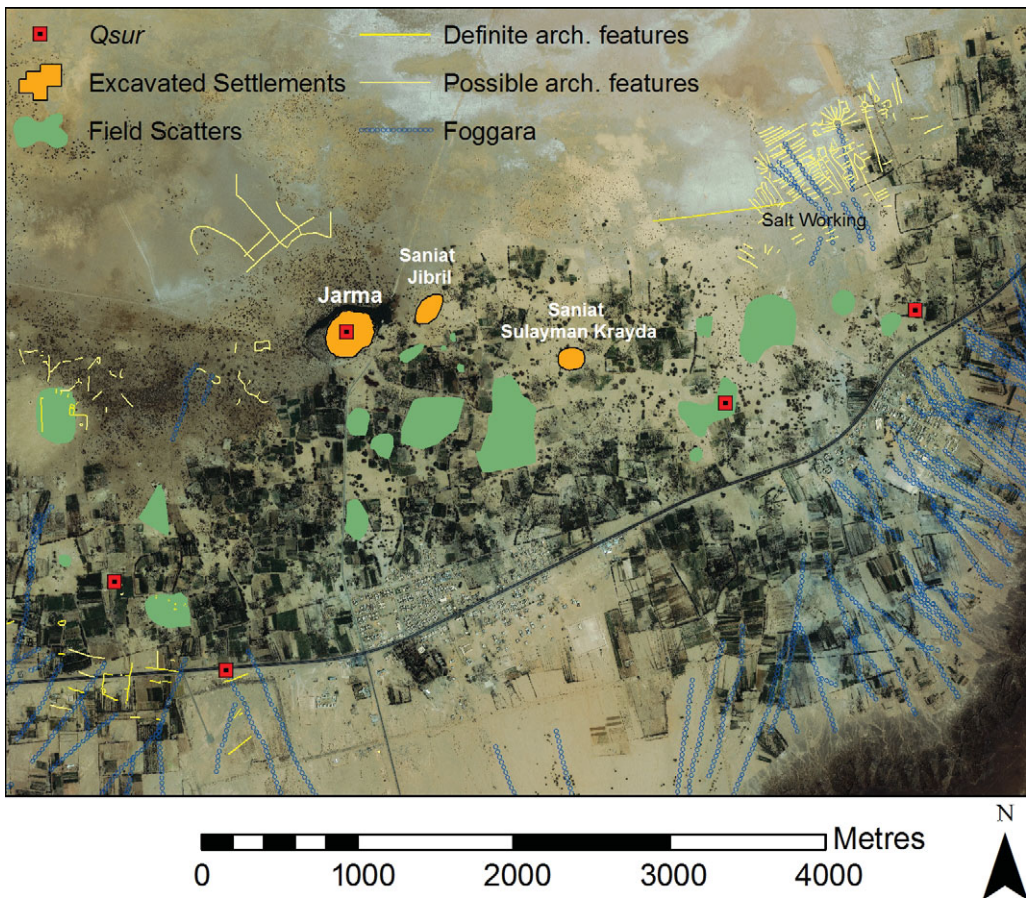 Qsur
Definite arch. features
Excavated Settlements
Possible arch. features
Field Scatters
Foggara
Salt Working
Saniat
Jibril
Jarma
Saniat
Sulayman Krayda
N
Metres
0 1000 2000 3000 4000